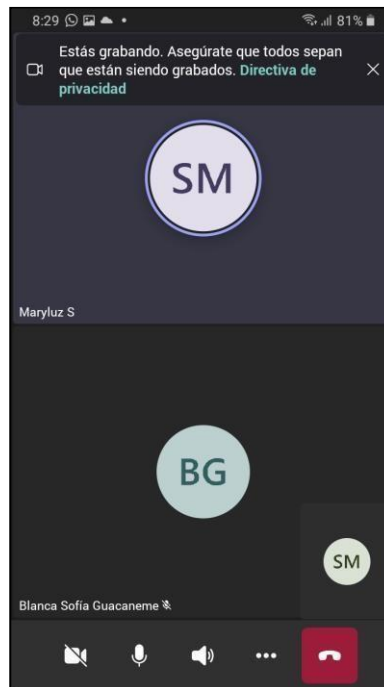 8:29
81%
Estás grabando. Asegúrate que todos sepan
que están siendo grabados. Directiva de
privacidad
SM
Maryluz S
BG
SM
Blanca Sofía Guacaneme